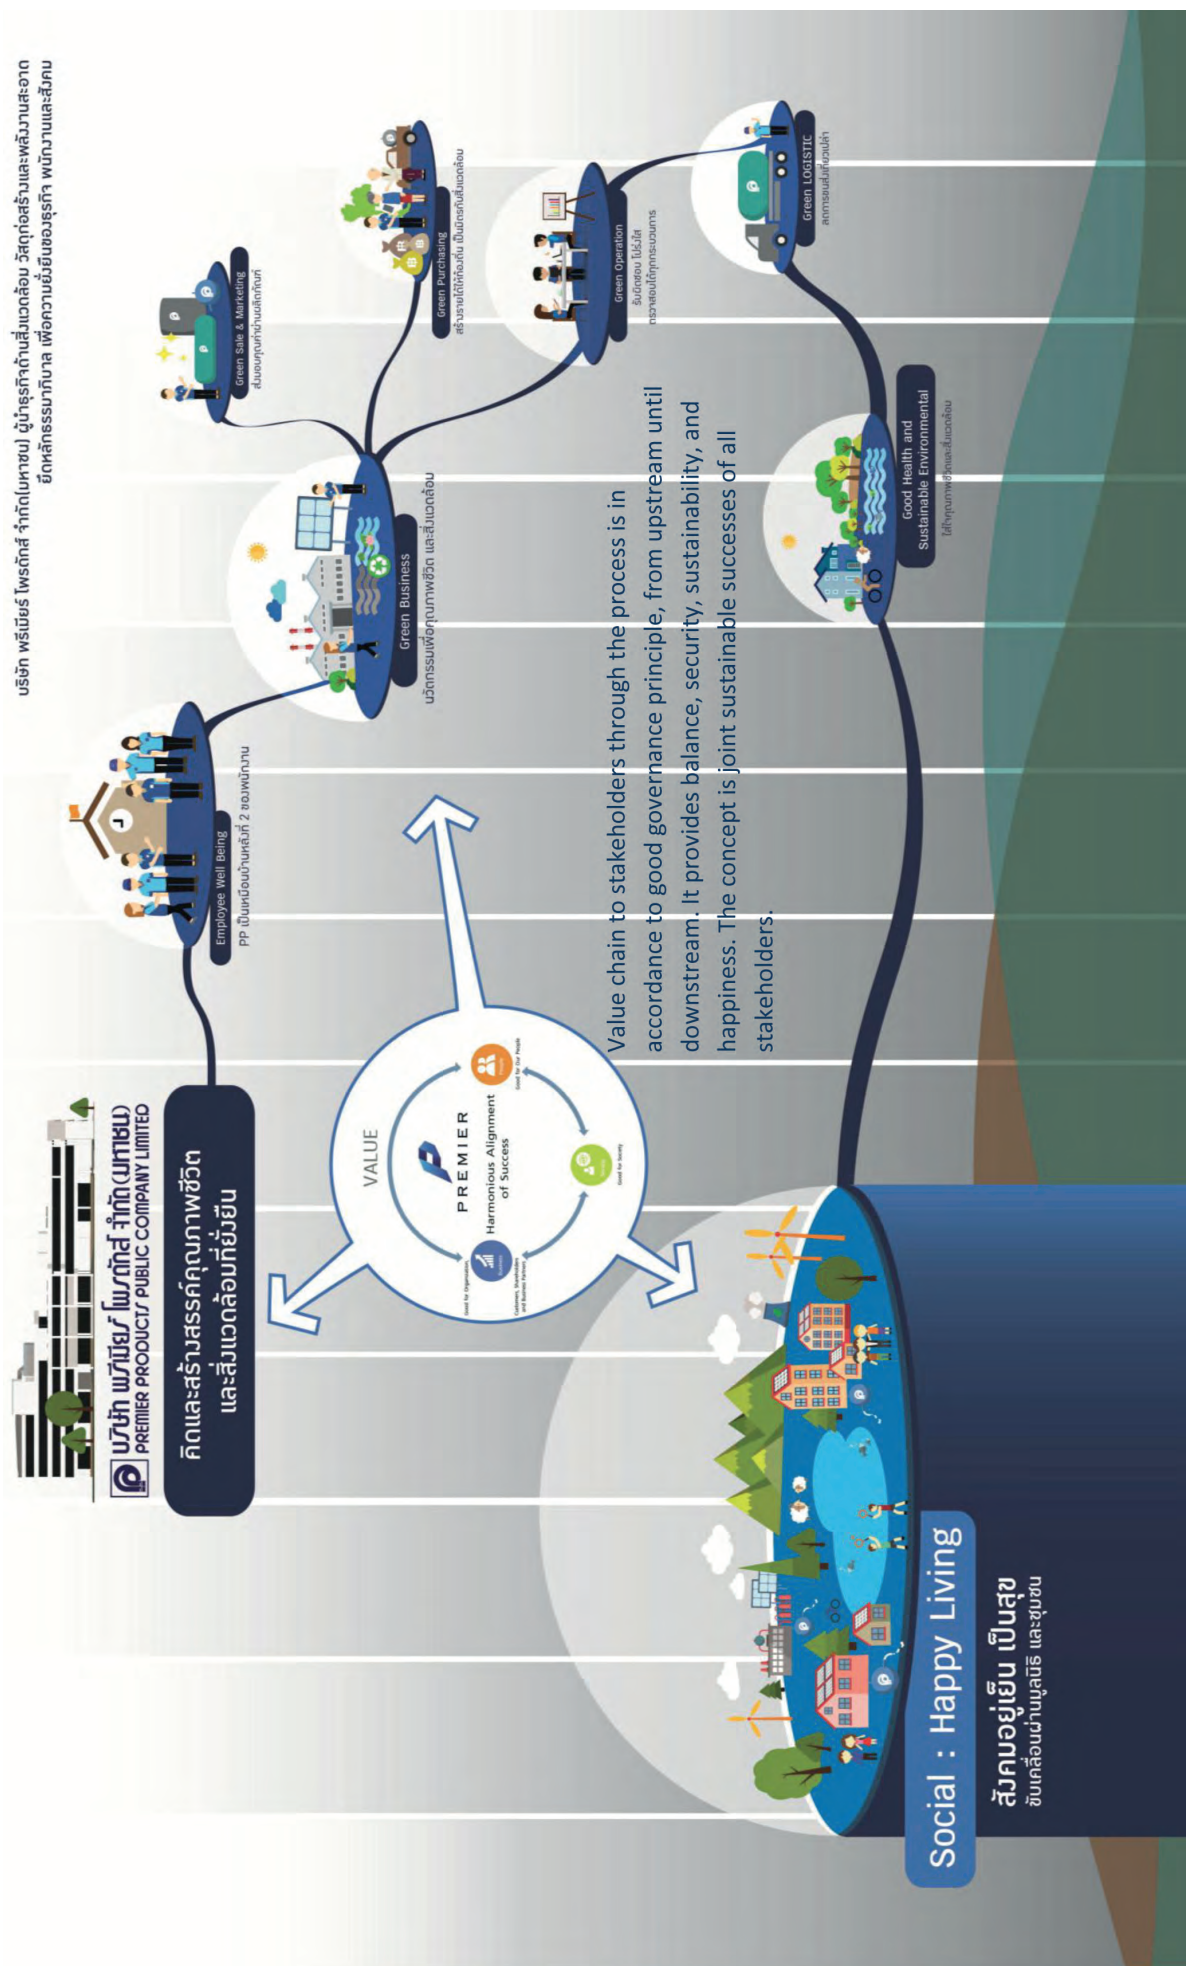 บริษัท พรีเมียร์ โพรดักส์ จำกัด(มหาชน) ผู้นำธุรกิจด้านสิ่งแวดล้อม วัสดุก่อสร้างและพลังงานสะอาด
ยึดหลักธรรมาภิบาล เพื่อความยั่งยืนของธุรกิจ พนักงานและสังคม
บริษัท พรีเมียร์ โพรดักส์ จำกัด(มหาชน)
PREMIER PRODUCTS PUBLIC COMPANY LIMITED
คิดและสร้างสรรค์คุณภาพชีวิต
และสิ่งแวดล้อมที่ยั่งยืน
Employee Well Being
PP เป็นเหมือนบ้านหลังที่ 2 ของพนักงาน
Green Business
นวัตกรรมเพื่อคุณภาพชีวิต และสิ่งแวดล้อม
Green Sale & Marketing
ส่งมอบคุณค่าผ่านผลิตภัณฑ์
Green Purchasing
สร้างรายได้ให้ท้องถิ่น เป็นมิตรกับสิ่งแวดล้อม
Green Operation
รับผิดชอบ โปร่งใส
ตรวจสอบได้ทุกกระบวนการ
Green LOGISTIC
ลดการขนส่งเที่ยวเปล่า
Good Health and
Sustainable Environmental
ใส่ใจคุณภาพชีวิตและสิ่งแวดล้อม
VALUE
PREMIER
Harmonious Alignment
of Success
Good for Organization,
Business
Customers, Shareholders
and Business Partners
People
Good for Our People
Society
Good for Society
Value chain to stakeholders through the process is in
accordance to good governance principle, from upstream until
downstream. It provides balance, security, sustainability, and
happiness. The concept is joint sustainable successes of all
stakeholders.
Social : Happy Living
สังคมอยู่เย็น เป็นสุข
ขับเคลื่อนผ่านมูลนิธิ และชุมชน